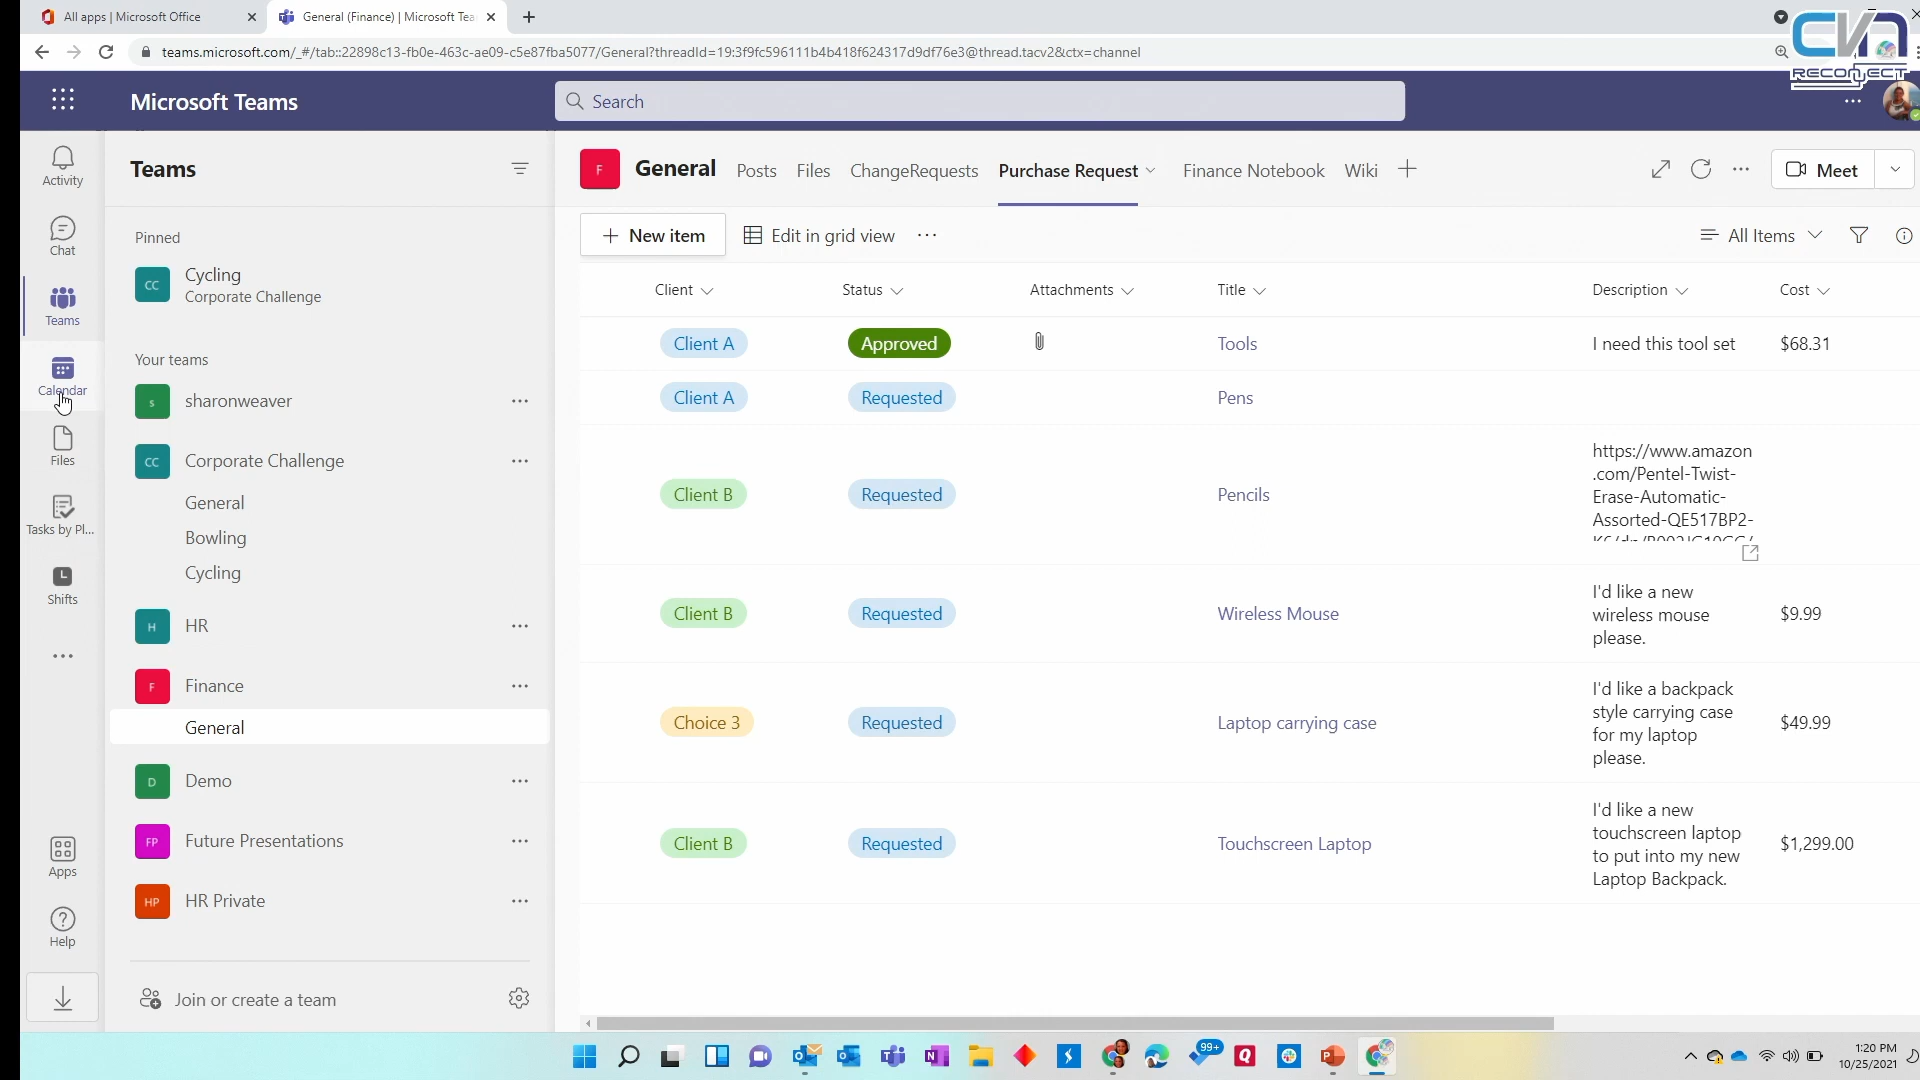 All apps | Microsoft Office
General (Finance) | Microsoft Tea
teams.microsoft.com/_#/tab::22898c13-fb0e-463c-ae09-c5e87fba5077/General?threadId=19:3f9fc596111b4b418f624317d9df76e3@thread.tacv2&ctx=channel
CVN
RECONJECT
Microsoft Teams
Search
Activity
Chat
Teams
Calendar
Files
Tasks by Pl...
Shifts
Apps
Help
Teams
Pinned
CC
Cycling
Corporate Challenge
Your teams
s
sharonweaver
CC
Corporate Challenge
General
Bowling
Cycling
H
HR
F
Finance
General
D
Demo
FP
Future Presentations
HP
HR Private
Join or create a team
F
General
Posts
Files
ChangeRequests
Purchase Request
Finance Notebook
Wiki
Meet
New item
Edit in grid view
All Items
Client
Status
Attachments
Title
Description
Cost
Client A
Approved
Tools
I need this tool set
$68.31
Client A
Requested
Pens
Client B
Requested
Pencils
https://www.amazon
.com/Pentel-Twist-
Erase-Automatic-
Assorted-QE517BP2-
Client B
Requested
Wireless Mouse
I'd like a new
wireless mouse
please.
$9.99
Choice 3
Requested
Laptop carrying case
I'd like a backpack
style carrying case
for my laptop
please.
$49.99
Client B
Requested
Touchscreen Laptop
I'd like a new
touchscreen laptop
to put into my new
Laptop Backpack.
$1,299.00
99+
1:20 PM
10/25/2021